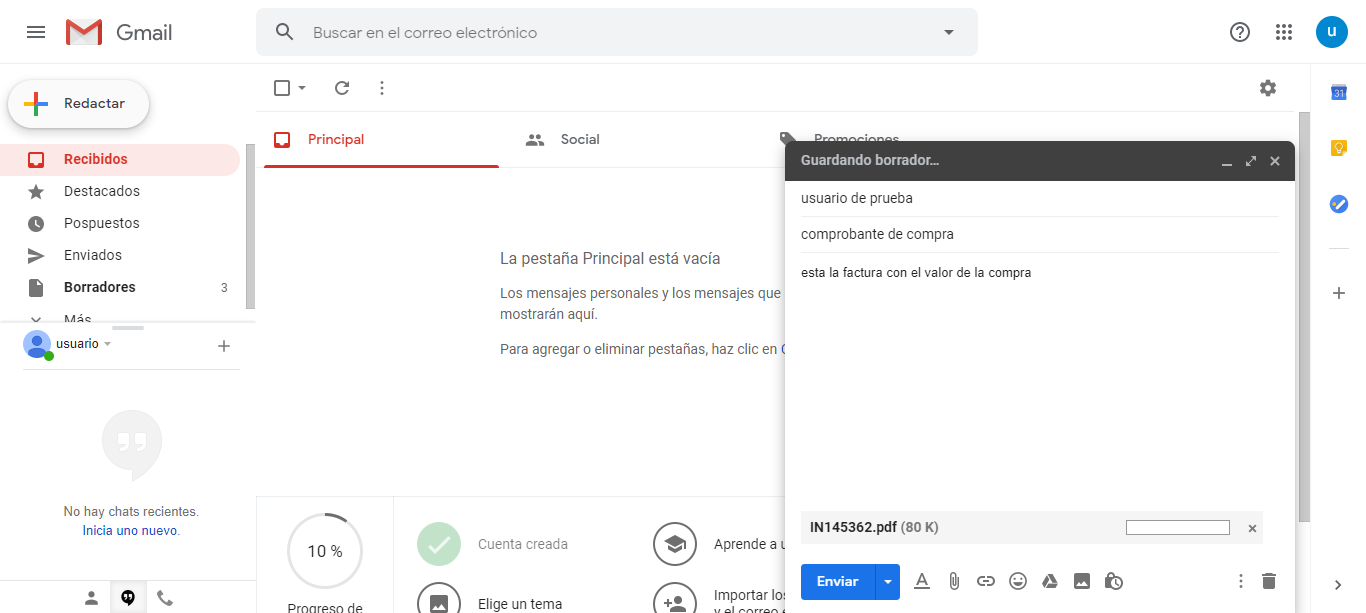 Gmail
Buscar en el correo electrónico
u
Redactar
Recibidos
Destacados
Pospuestos
Enviados
Borradores 3
Más
usuario
No hay chats recientes.
Inicia uno nuevo.
Principal
Social
Promociones
La pestaña Principal está vacía
Los mensajes personales y los mensajes que
mostrarán aquí.
Para agregar o eliminar pestañas, haz clic en
10 %
Progreso de
Cuenta creada
Elige un tema
Aprende a u
Importar los
y el correo e
Guardando borrador…
usuario de prueba
comprobante de compra
esta la factura con el valor de la compra
IN145362.pdf (80 K)
Enviar
31